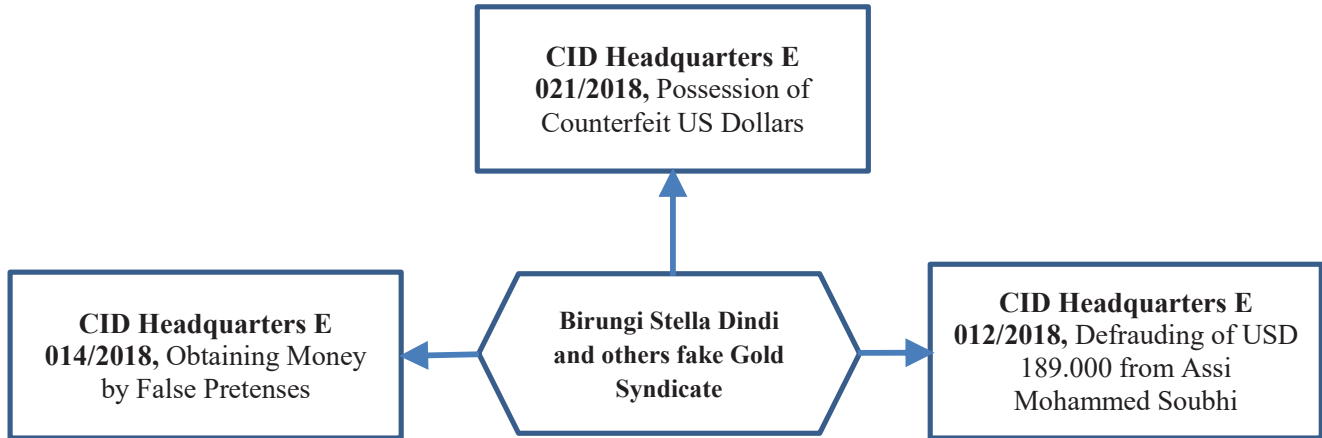 CID Headquarters E
021/2018, Possession of
Counterfeit US Dollars
CID Headquarters E
014/2018, Obtaining Money
by False Pretenses
Birungi Stella Dindi
and others fake Gold
Syndicate
CID Headquarters E
012/2018, Defrauding of USD
189.000 from Assi
Mohammed Soubhi